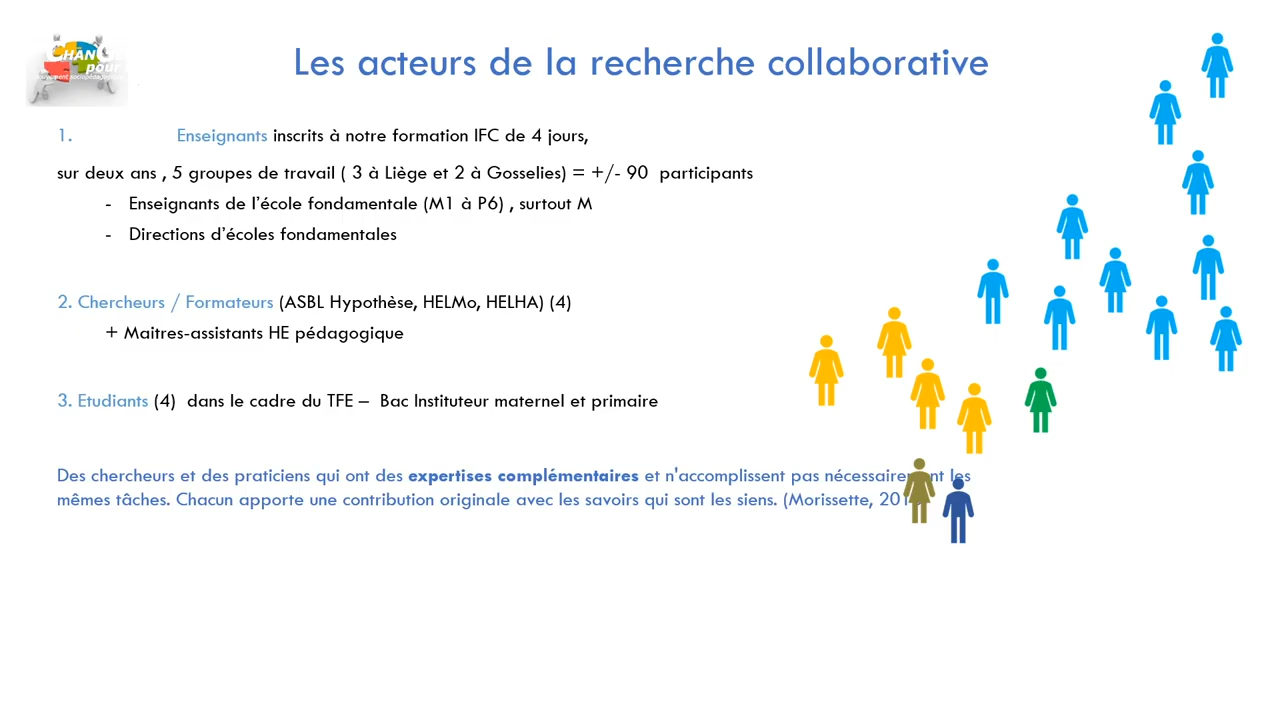 CHANG
pour
Les acteurs de la recherche collaborative
1. Enseignants inscrits à notre formation IFC de 4 jours,
sur deux ans , 5 groupes de travail ( 3 à Liège et 2 à Gosselies) = +/- 90 participants
- Enseignants de l'école fondamentale (M1 à P6) , surtout M
- Directions d'écoles fondamentales
2. Chercheurs / Formateurs (ASBL Hypothèse, HELMo, HELHA) (4)
+ Maitres-assistants HE pédagogique
3. Etudiants (4) dans le cadre du TFE – Bac Instituteur maternel et primaire
Des chercheurs et des praticiens qui ont des expertises complémentaires et n'accomplissent pas nécessairement les
mêmes tâches. Chacun apporte une contribution originale avec les savoirs qui sont les siens. (Morissette,